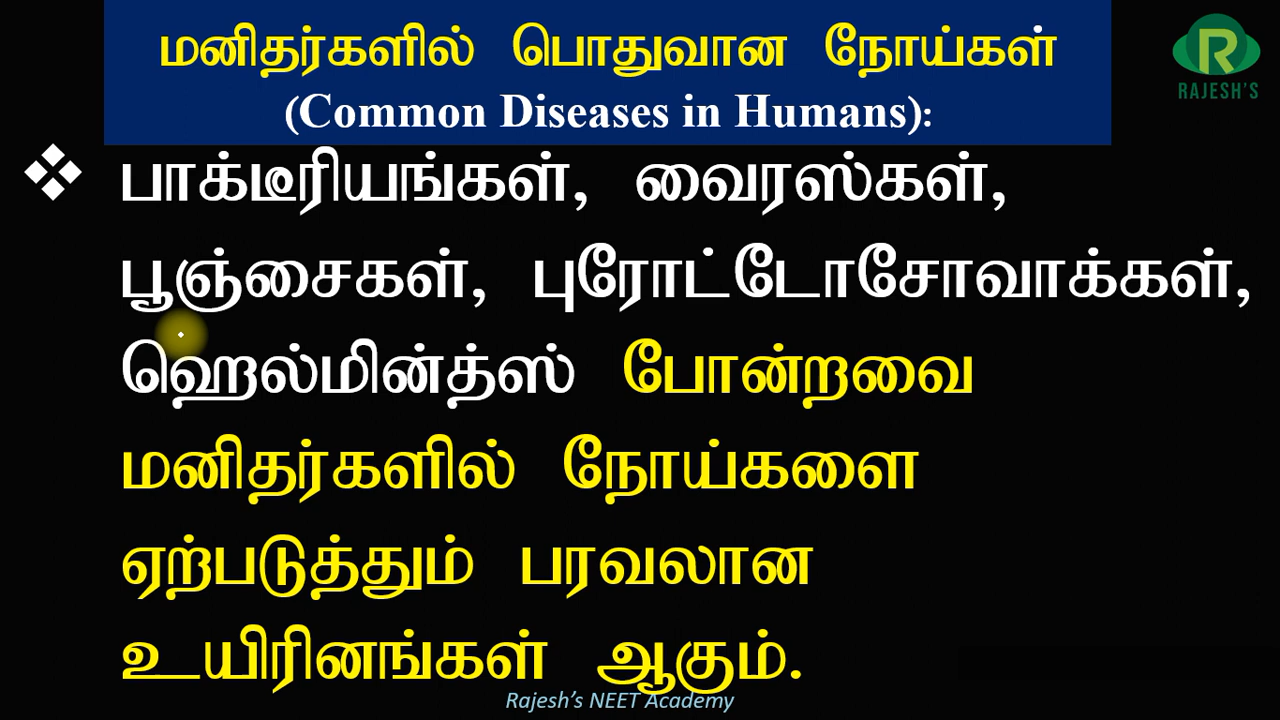 மனிதர்களில் பொதுவான நோய்கள்
(Common Diseases in Humans):
RAJESH'S
❖ பாக்டீரியங்கள், வைரஸ்கள்,
பூஞ்சைகள், புரோட்டோசோவாக்கள்,
ஹெல்மின்த்ஸ் போன்றவை
மனிதர்களில் நோய்களை
ஏற்படுத்தும் பரவலான
உயிரினங்கள் ஆகும்.
Rajesh's NEET Academy